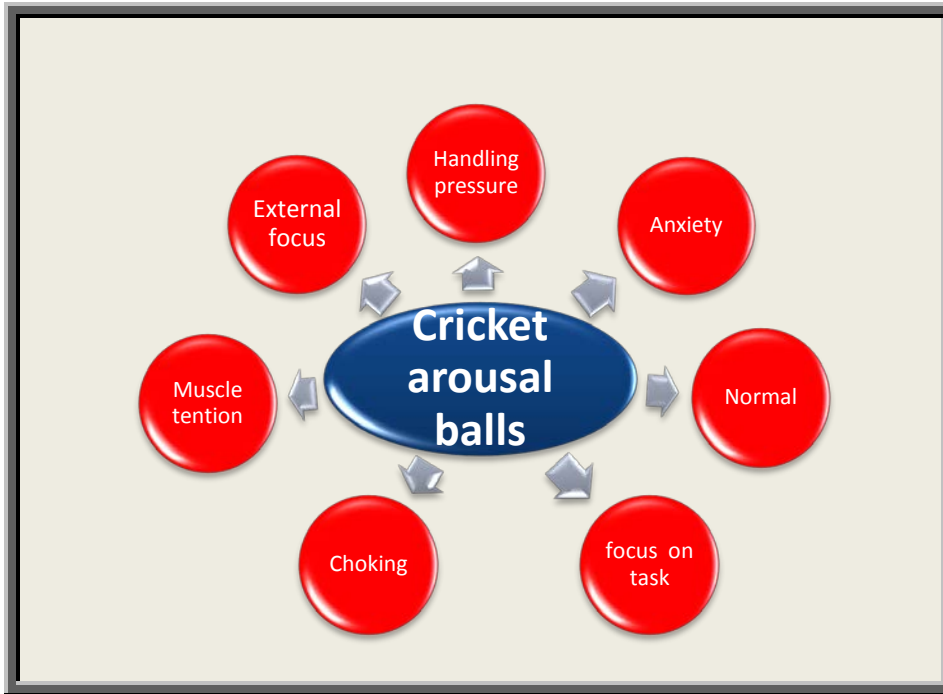 Handling
pressure
External
focus
Anxiety
Cricket
arousal
balls
Muscle
tention
Normal
Choking
focus on
task